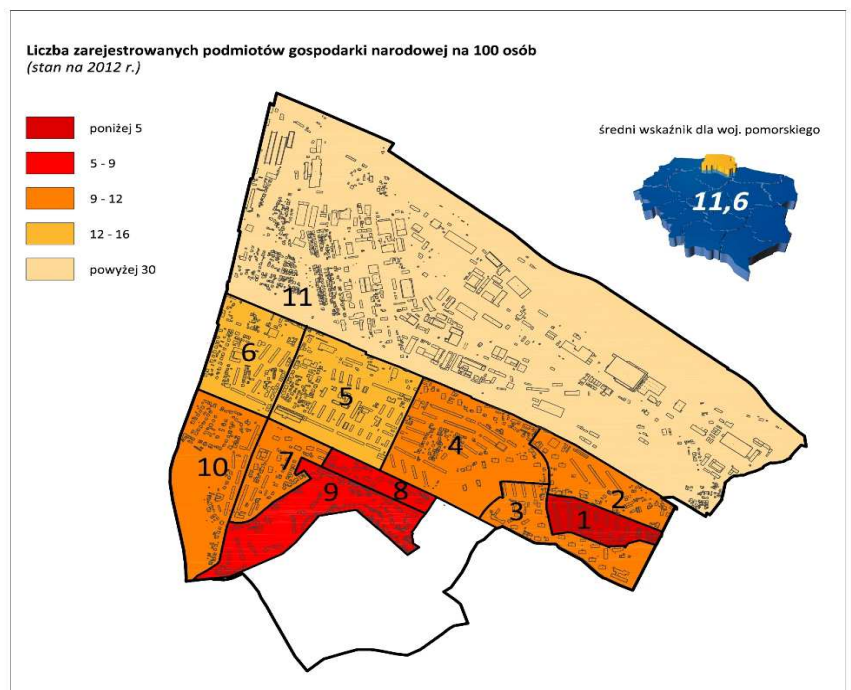 Liczba zarejestrowanych podmiotów gospodarki narodowej na 100 osób
(stan na 2012 r.)
poniżej 5
5 - 9
9 - 12
12 - 16
powyżej 30
średni wskaźnik dla woj. pomorskiego
11,6
11
6
5
4
10
7
9
8
3
2
1